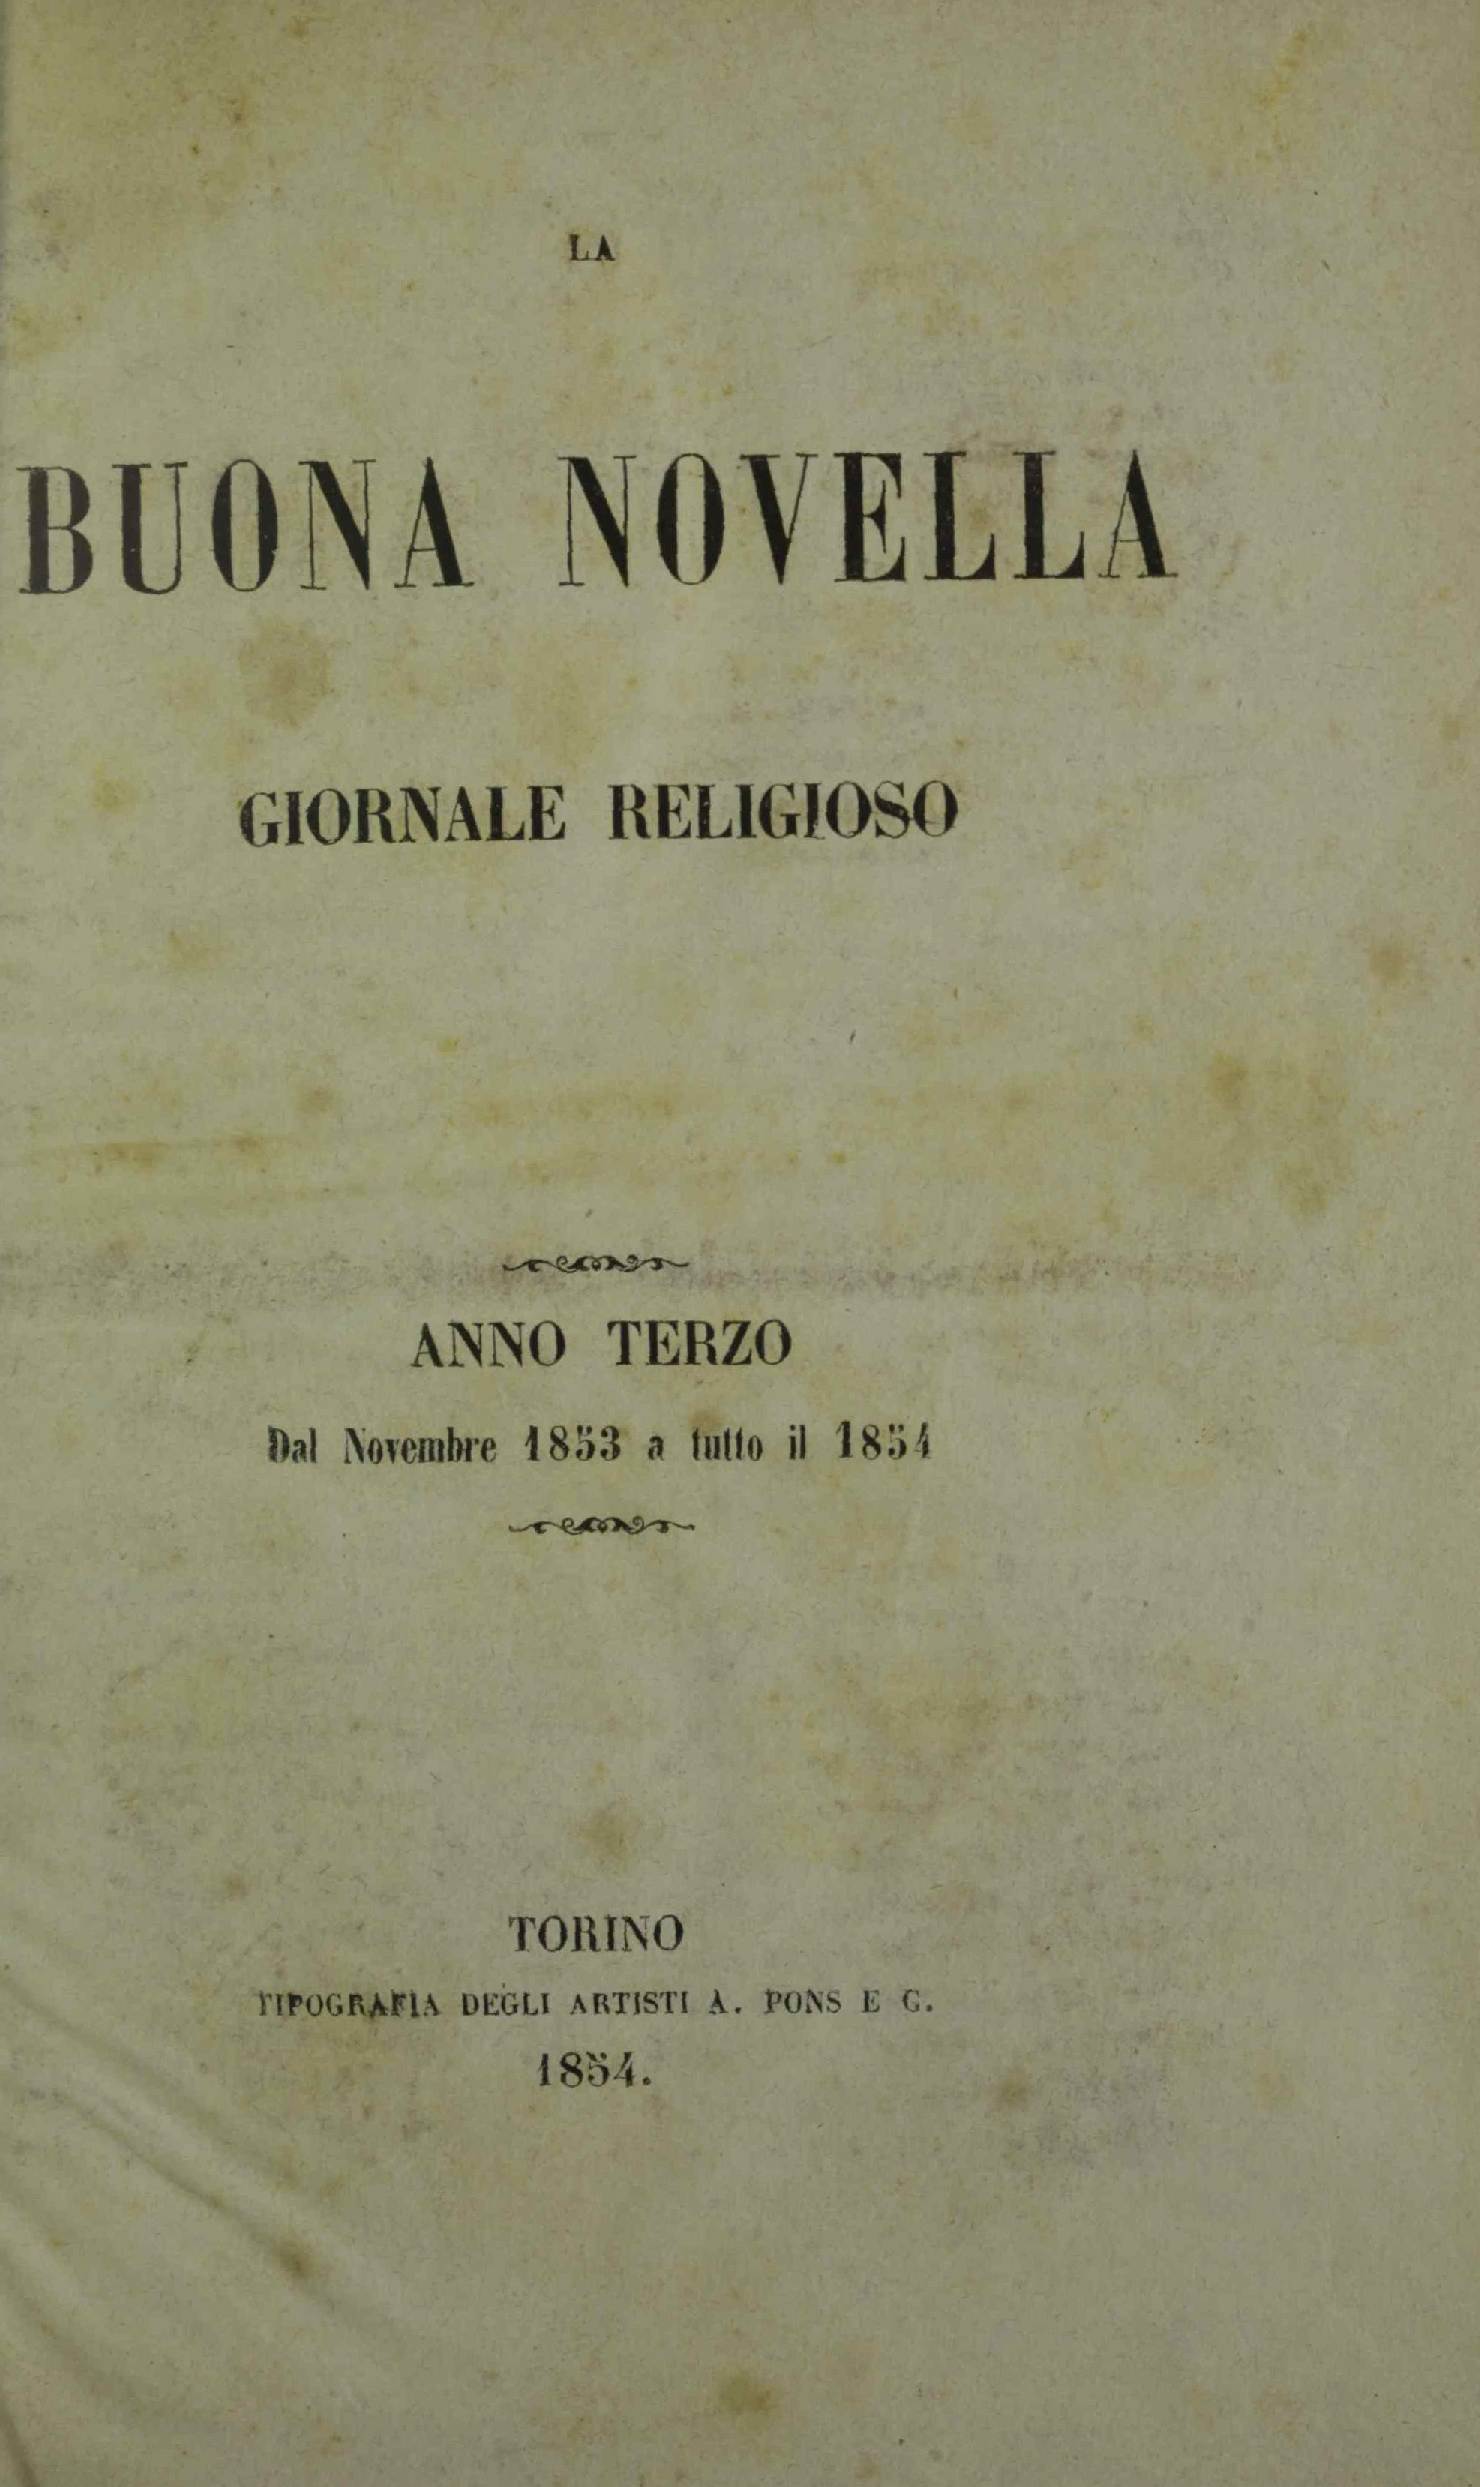 LA
BUONA NOVELLA
GIORNALE RELIGIOSO
ANNO TERZO
Dal Novembre 1853 a tutto il 1854
TORINO
TIPOGRAFIA DEGLI ARTISTI A. PONS E C.
1854.